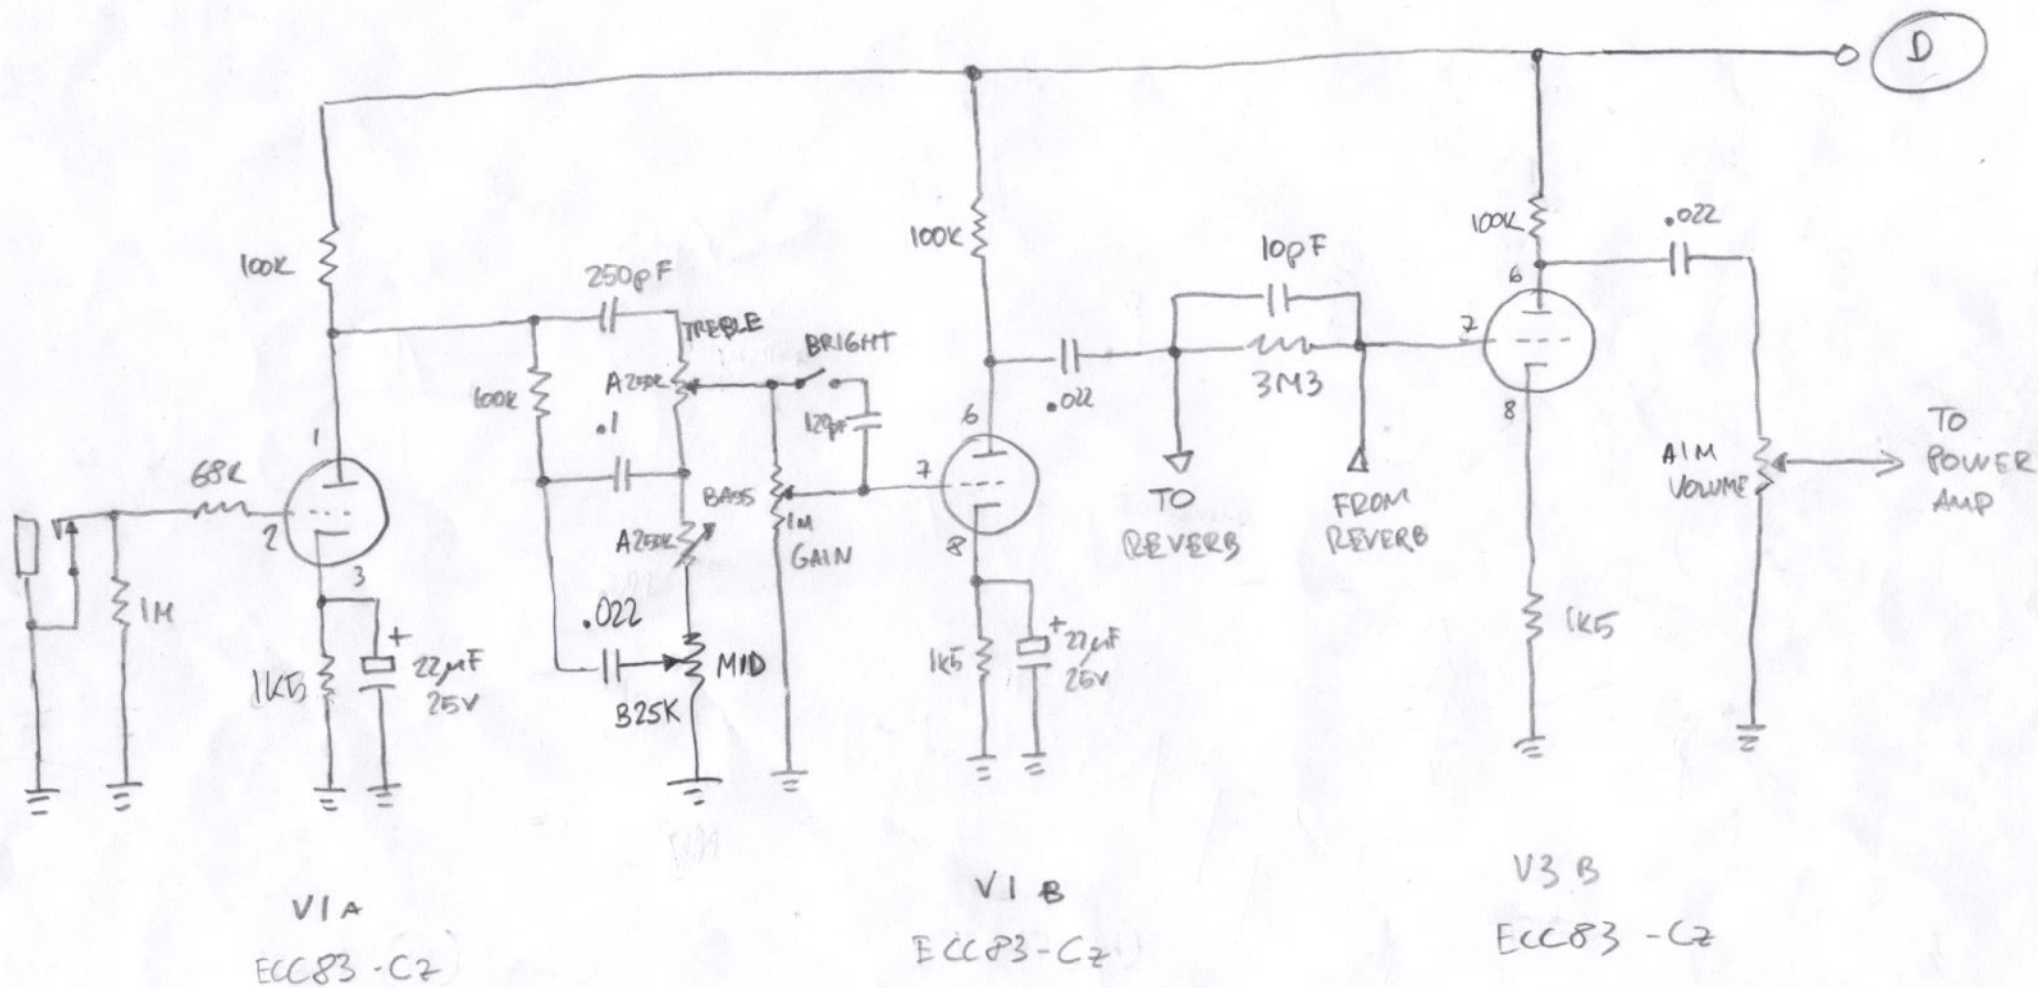 D
100K
250pF
TREBLE
A250K
BRIGHT
120pF
100K
.1
BASS
A250K
1M
GAIN
.022
MID
B25K
68K
1
2
3
1M
1K5
+
22µF
25V
100K
6
7
8
.022
1K5
+
22µF
25V
10pF
3M3
TO
REVERB
FROM
REVERB
100K
6
7
8
.022
1K5
A1M
VOLUME
TO
POWER
AMP
V1A
ECC83-CZ
V1B
ECC83-CZ
V3B
ECC83-CZ